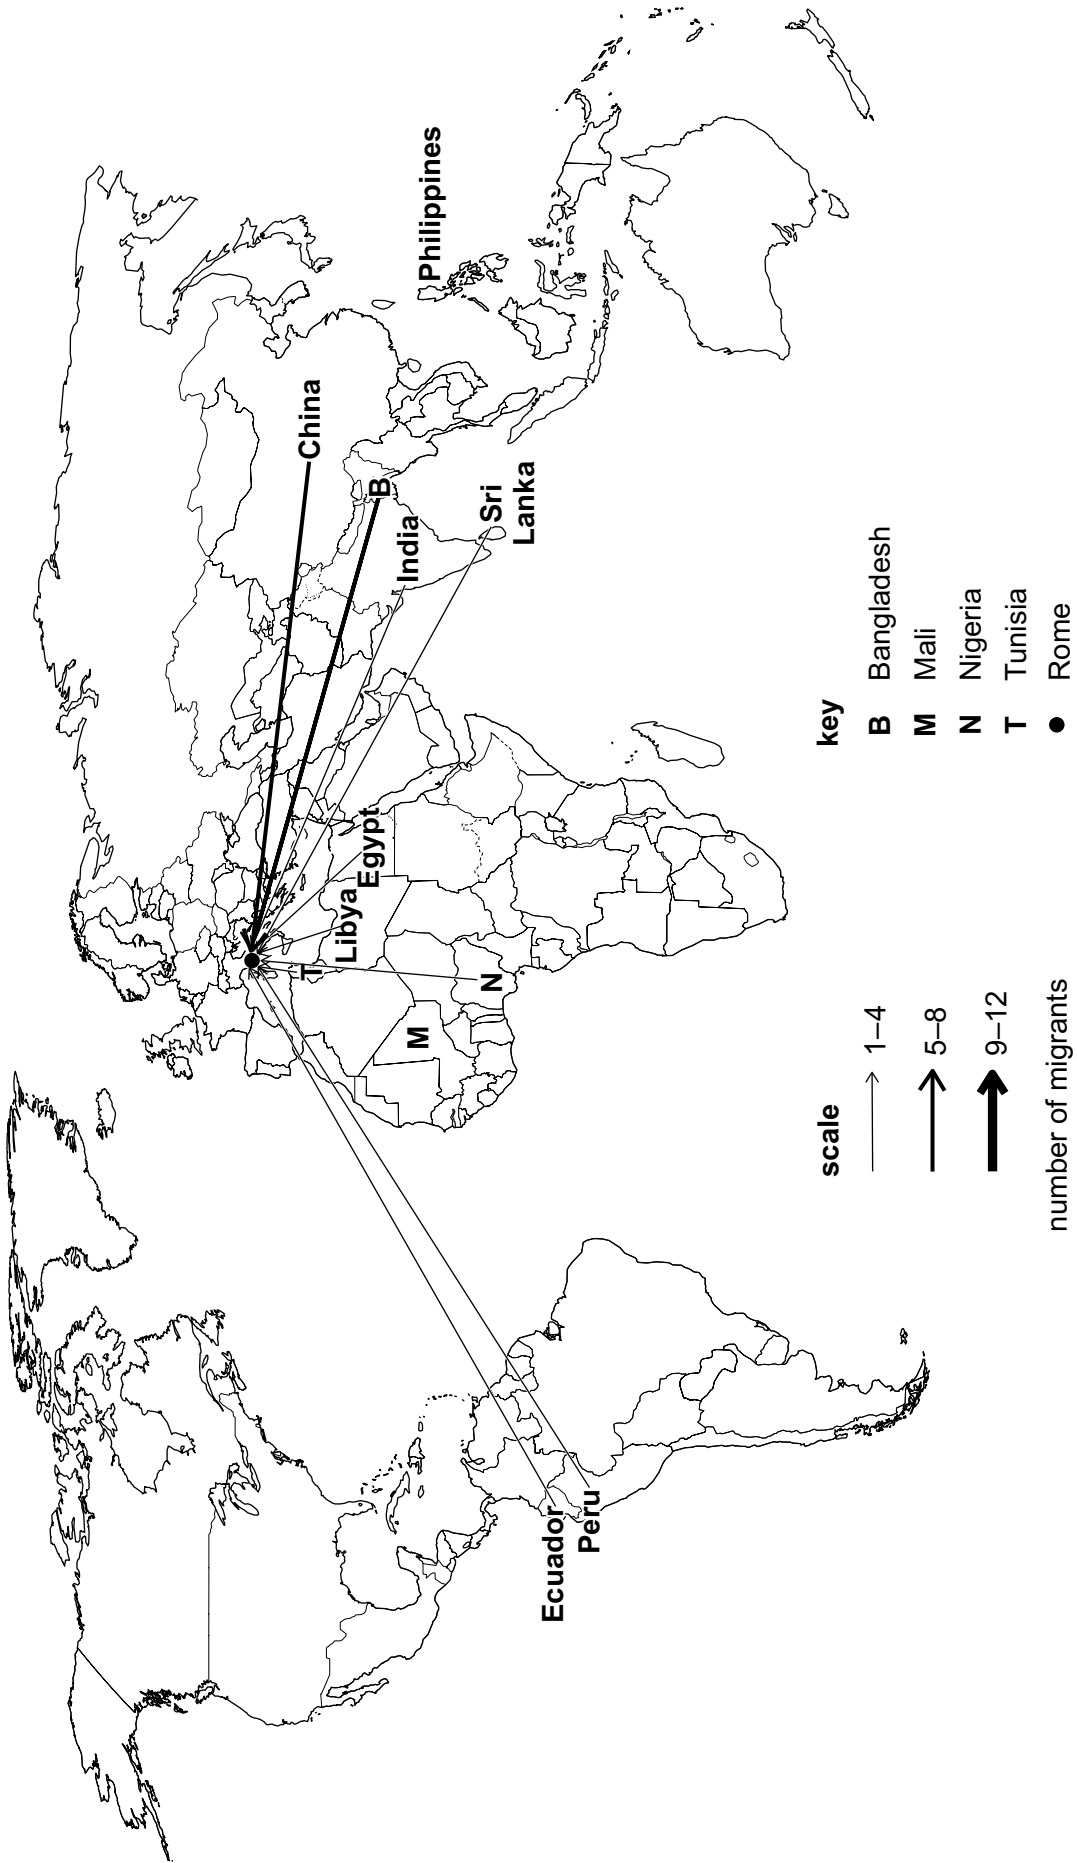 China
B
India
Sri
Lanka
Philippines
Egypt
Libya
T
N
M
Ecuador
Peru
scale
1–4
5–8
9–12
number of migrants
key
B Bangladesh
M Mali
N Nigeria
T Tunisia
Rome